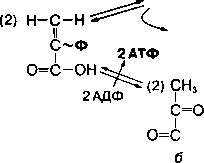 (2) H–C–H
C~Ф
2 АТФ
O=C–OH
2 АДФ
(2) CH₃
C=O
O=C
б